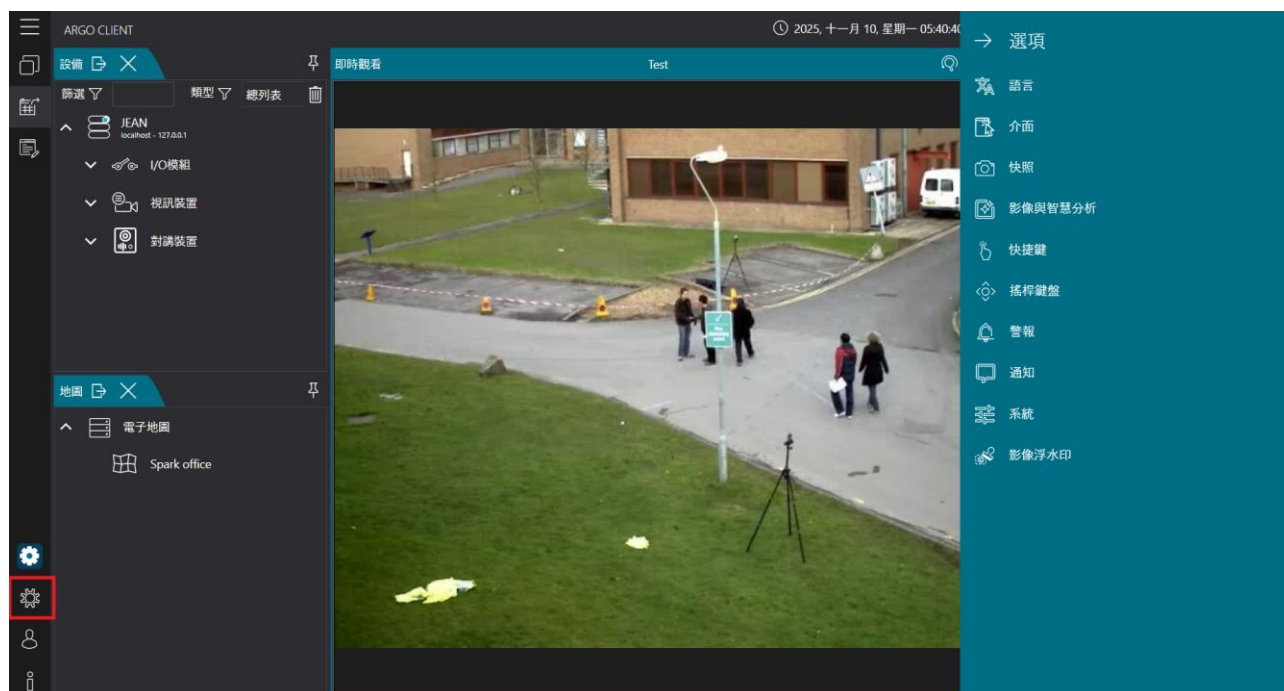 ARGO CLIENT
2025, 十一月 10, 星期一 05:40:40
設備
篩選
類型
總列表
JEAN
localhost - 127.0.0.1
I/O模組
視訊裝置
對講裝置
地圖
電子地圖
Spark office
即時觀看
Test
選項
語言
介面
快照
影像與智慧分析
快捷鍵
搖桿鍵盤
警報
通知
系統
影像浮水印